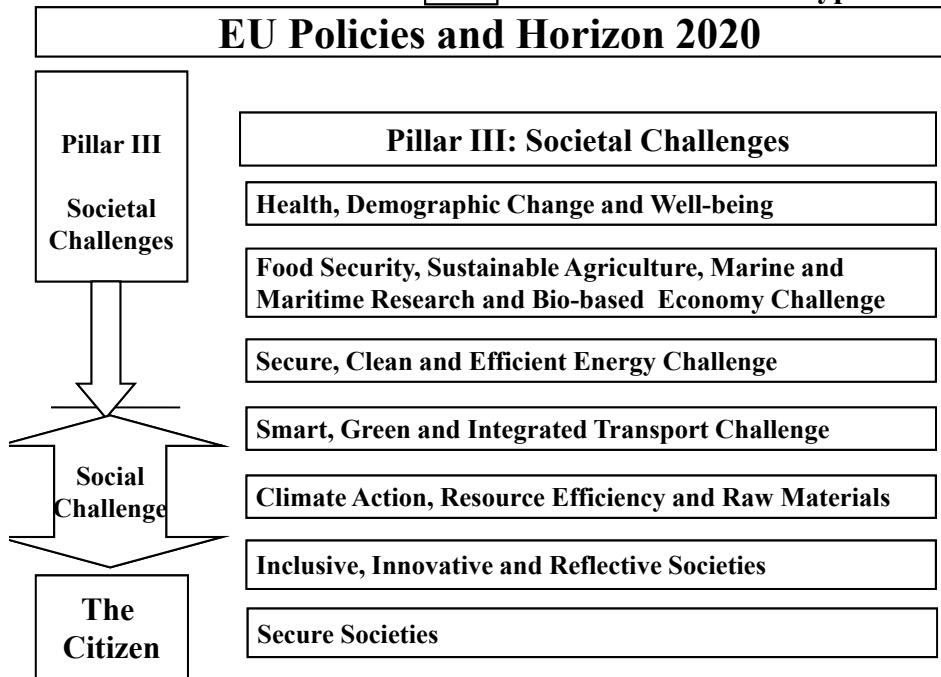 EU Policies and Horizon 2020
Pillar III
Societal
Challenges
Social
Challenge
The
Citizen
Pillar III: Societal Challenges
Health, Demographic Change and Well-being
Food Security, Sustainable Agriculture, Marine and
Maritime Research and Bio-based Economy Challenge
Secure, Clean and Efficient Energy Challenge
Smart, Green and Integrated Transport Challenge
Climate Action, Resource Efficiency and Raw Materials
Inclusive, Innovative and Reflective Societies
Secure Societies